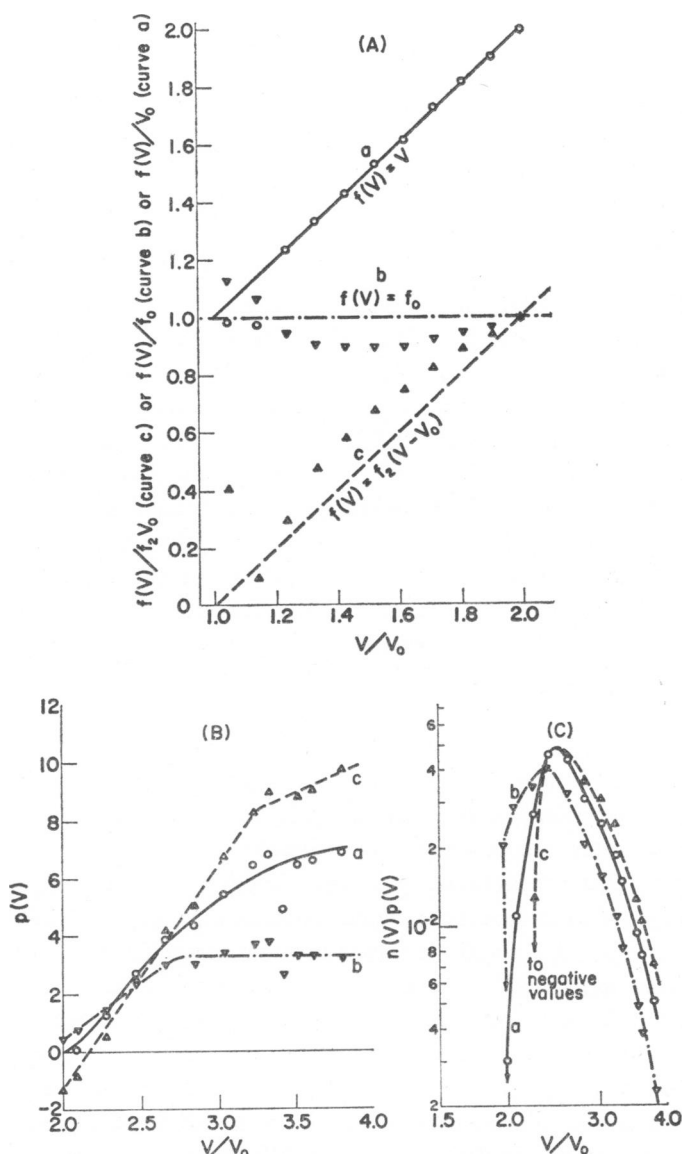 (A)
f(V)/f₂V₀ (curve c) or f(V)/f₀ (curve b) or f(V)/V₀ (curve a)
2.0
1.8
1.6
1.4
1.2
1.0
0.8
0.6
0.4
0.2
0
a
f(V) = V
b
f(V) = f₀
c
f(V) = f₂(V-V₀)
1.0 1.2 1.4 1.6 1.8 2.0
V/V₀
(B)
p(V)
12
10
8
6
4
2
0
-2
c
a
b
2.0 2.5 3.0 3.5 4.0
V/V₀
(C)
n(V) p(V)
6
4
2
10⁻²
8
6
4
2
b
c
to
negative
values
a
1.5 2.0 3.0 4.0
V/V₀